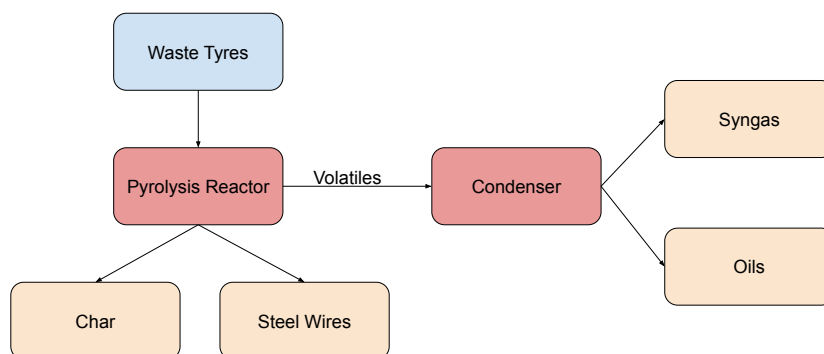 Waste Tyres
Syngas
Pyrolysis Reactor
Volatiles
Condenser
Oils
Char
Steel Wires